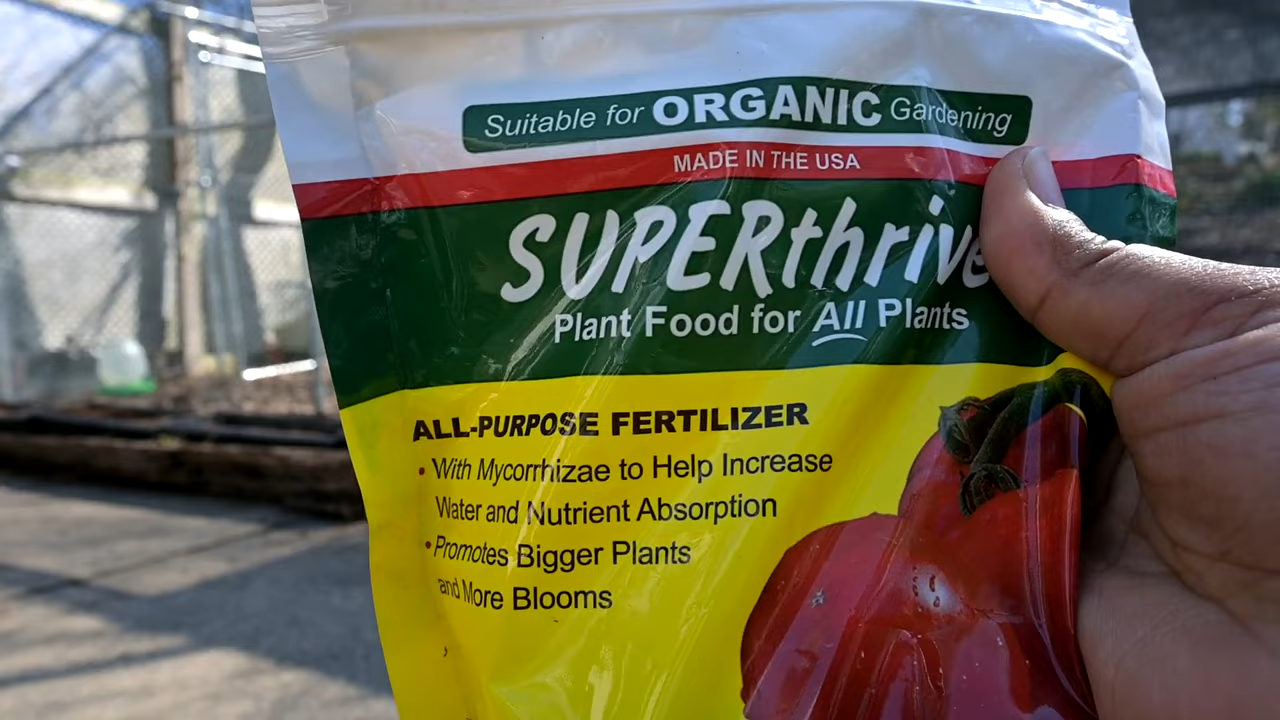 Suitable for ORGANIC Gardening
MADE IN THE USA
SUPERthrive
Plant Food for All Plants
ALL-PURPOSE FERTILIZER
• With Mycorrhizae to Help Increase
Water and Nutrient Absorption
• Promotes Bigger Plants
and More Blooms